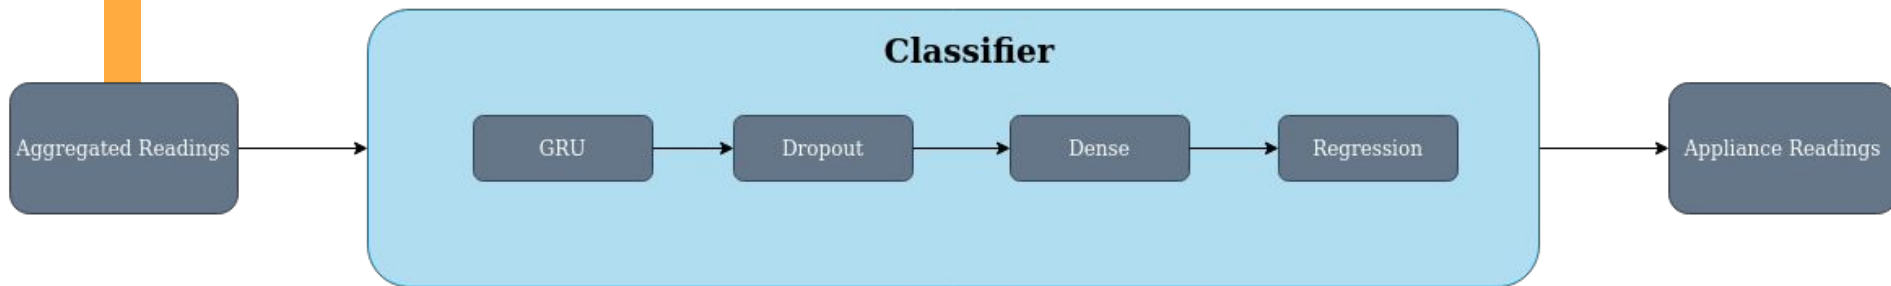 Classifier
Aggregated Readings
GRU
Dropout
Dense
Regression
Appliance Readings